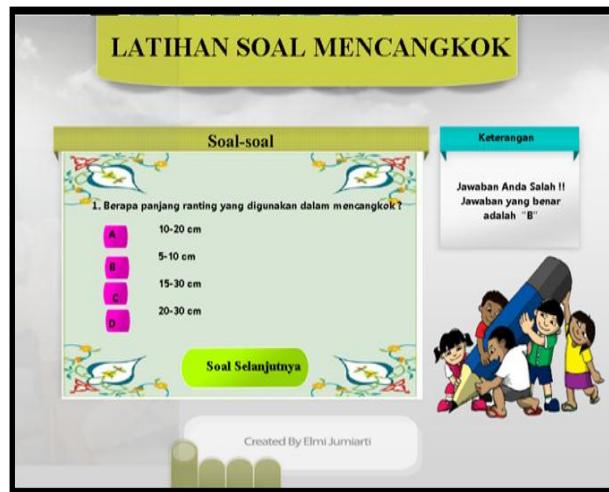 LATIHAN SOAL MENCANGKOK
Soal-soal
1. Berapa panjang ranting yang digunakan dalam mencangkok?
A 10-20 cm
B 5-10 cm
C 15-30 cm
D 20-30 cm
Soal Selanjutnya
Keterangan
Jawaban Anda Salah !!
Jawaban yang benar
adalah "B"
Created By Elmi Jumiarti